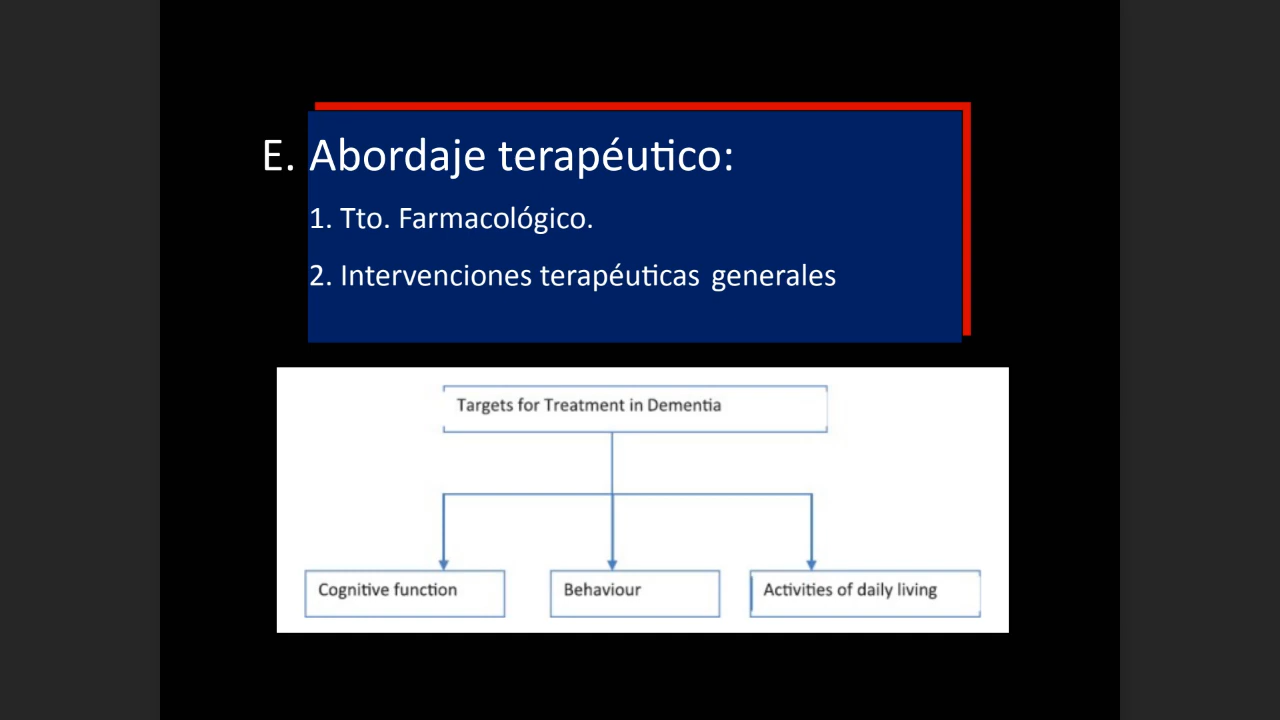 E. Abordaje terapéutico:
1. Tto. Farmacológico.
2. Intervenciones terapéuticas generales
Targets for Treatment in Dementia
Cognitive function
Behaviour
Activities of daily living